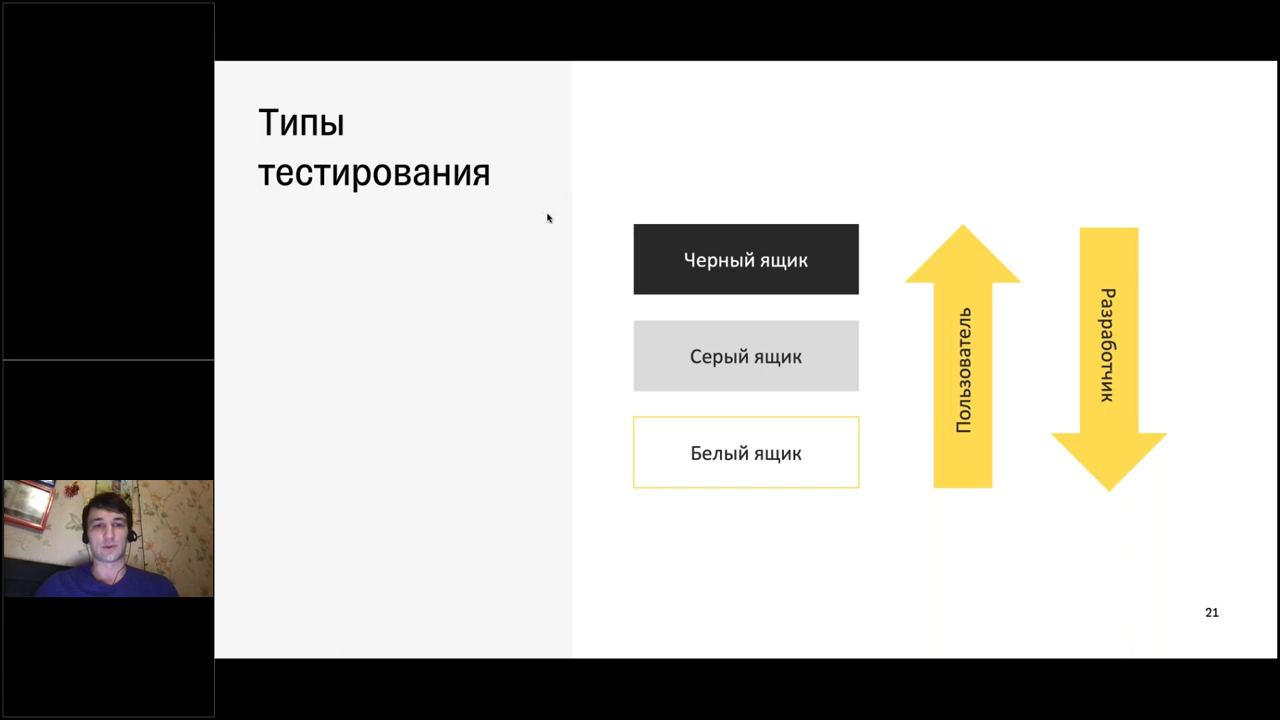 Типы
тестирования
Черный ящик
Серый ящик
Белый ящик
Пользователь
Разработчик
21